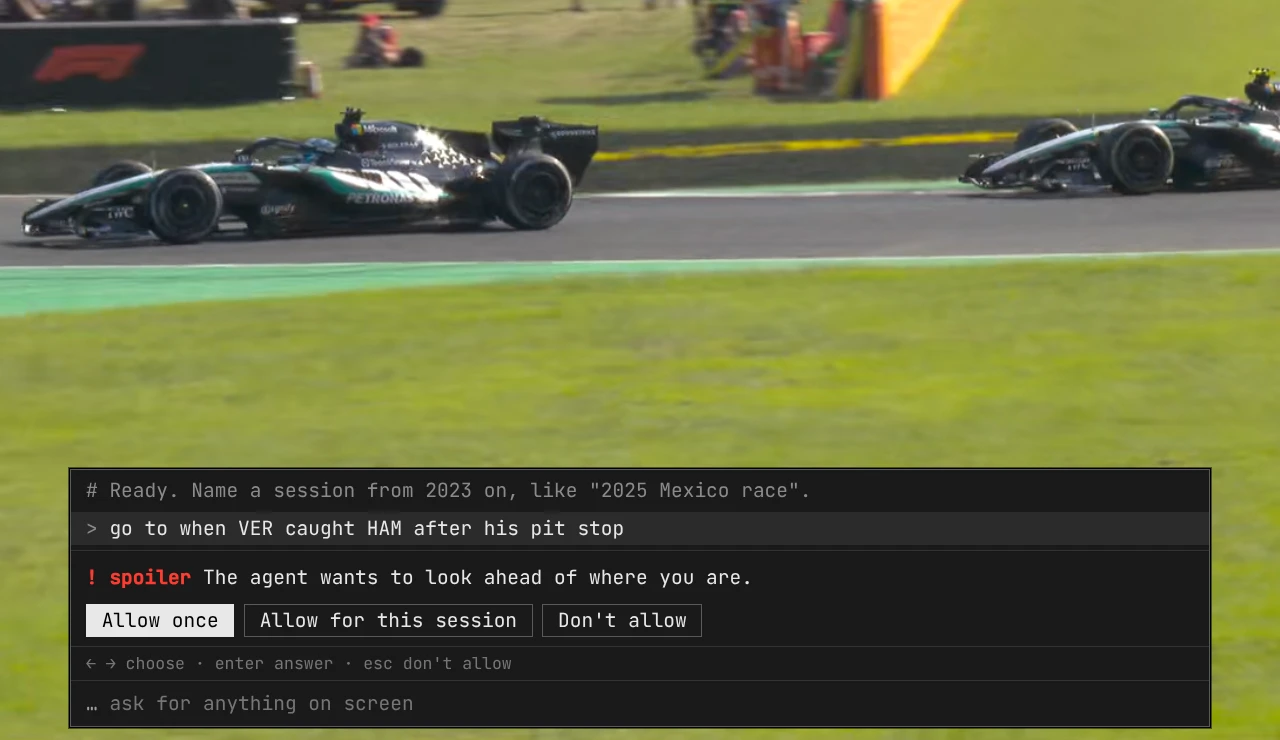 Microsoft
PETRONAS
IWC
# Ready. Name a session from 2023 on, like "2025 Mexico race".
> go to when VER caught HAM after his pit stop
! spoiler The agent wants to look ahead of where you are.
Allow once
Allow for this session
Don't allow
← → choose · enter answer · esc don't allow
… ask for anything on screen